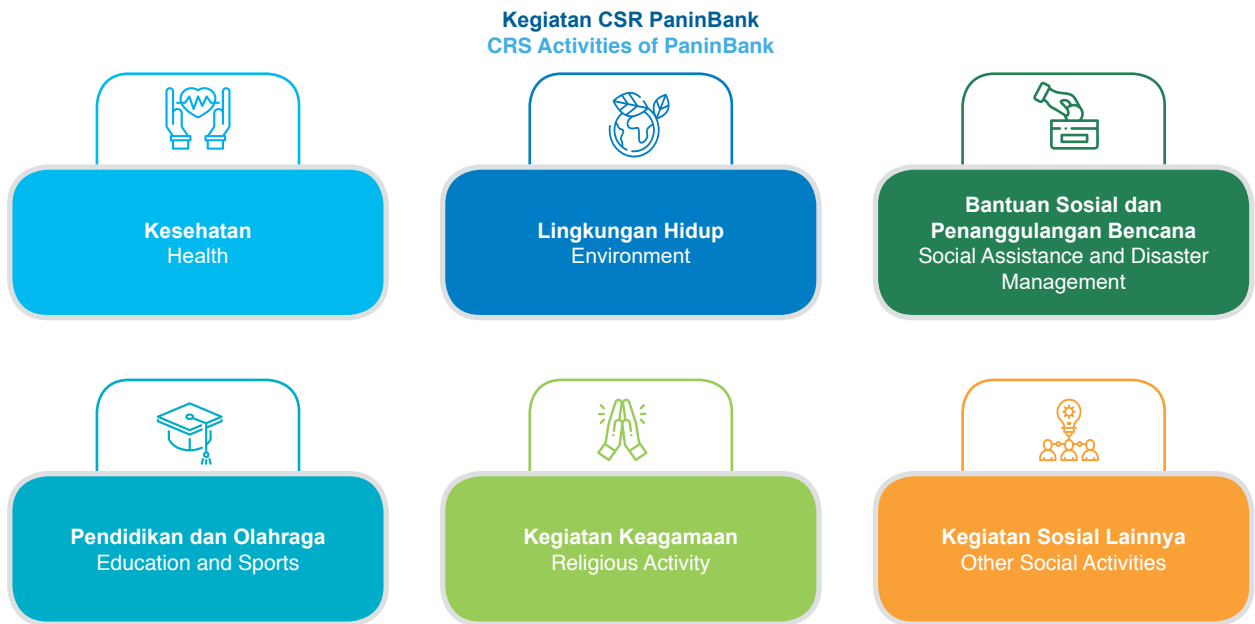 Kegiatan CSR PaninBank
CRS Activities of PaninBank
Kesehatan
Health
Lingkungan Hidup
Environment
Bantuan Sosial dan
Penanggulangan Bencana
Social Assistance and Disaster
Management
Pendidikan dan Olahraga
Education and Sports
Kegiatan Keagamaan
Religious Activity
Kegiatan Sosial Lainnya
Other Social Activities